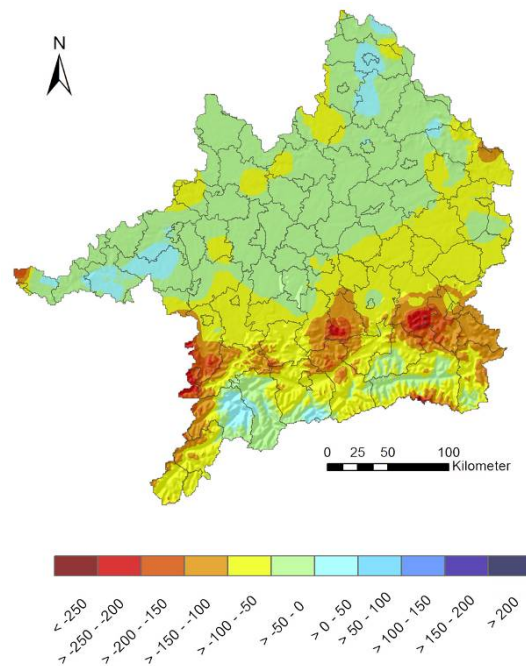 N
0 25 50 100
Kilometer
< -250
> -250 - -200
> -200 - -150
> -150 - -100
> -100 - -50
> -50 - 0
> 0 - 50
> 50 - 100
> 100 - 150
> 150 - 200
> 200